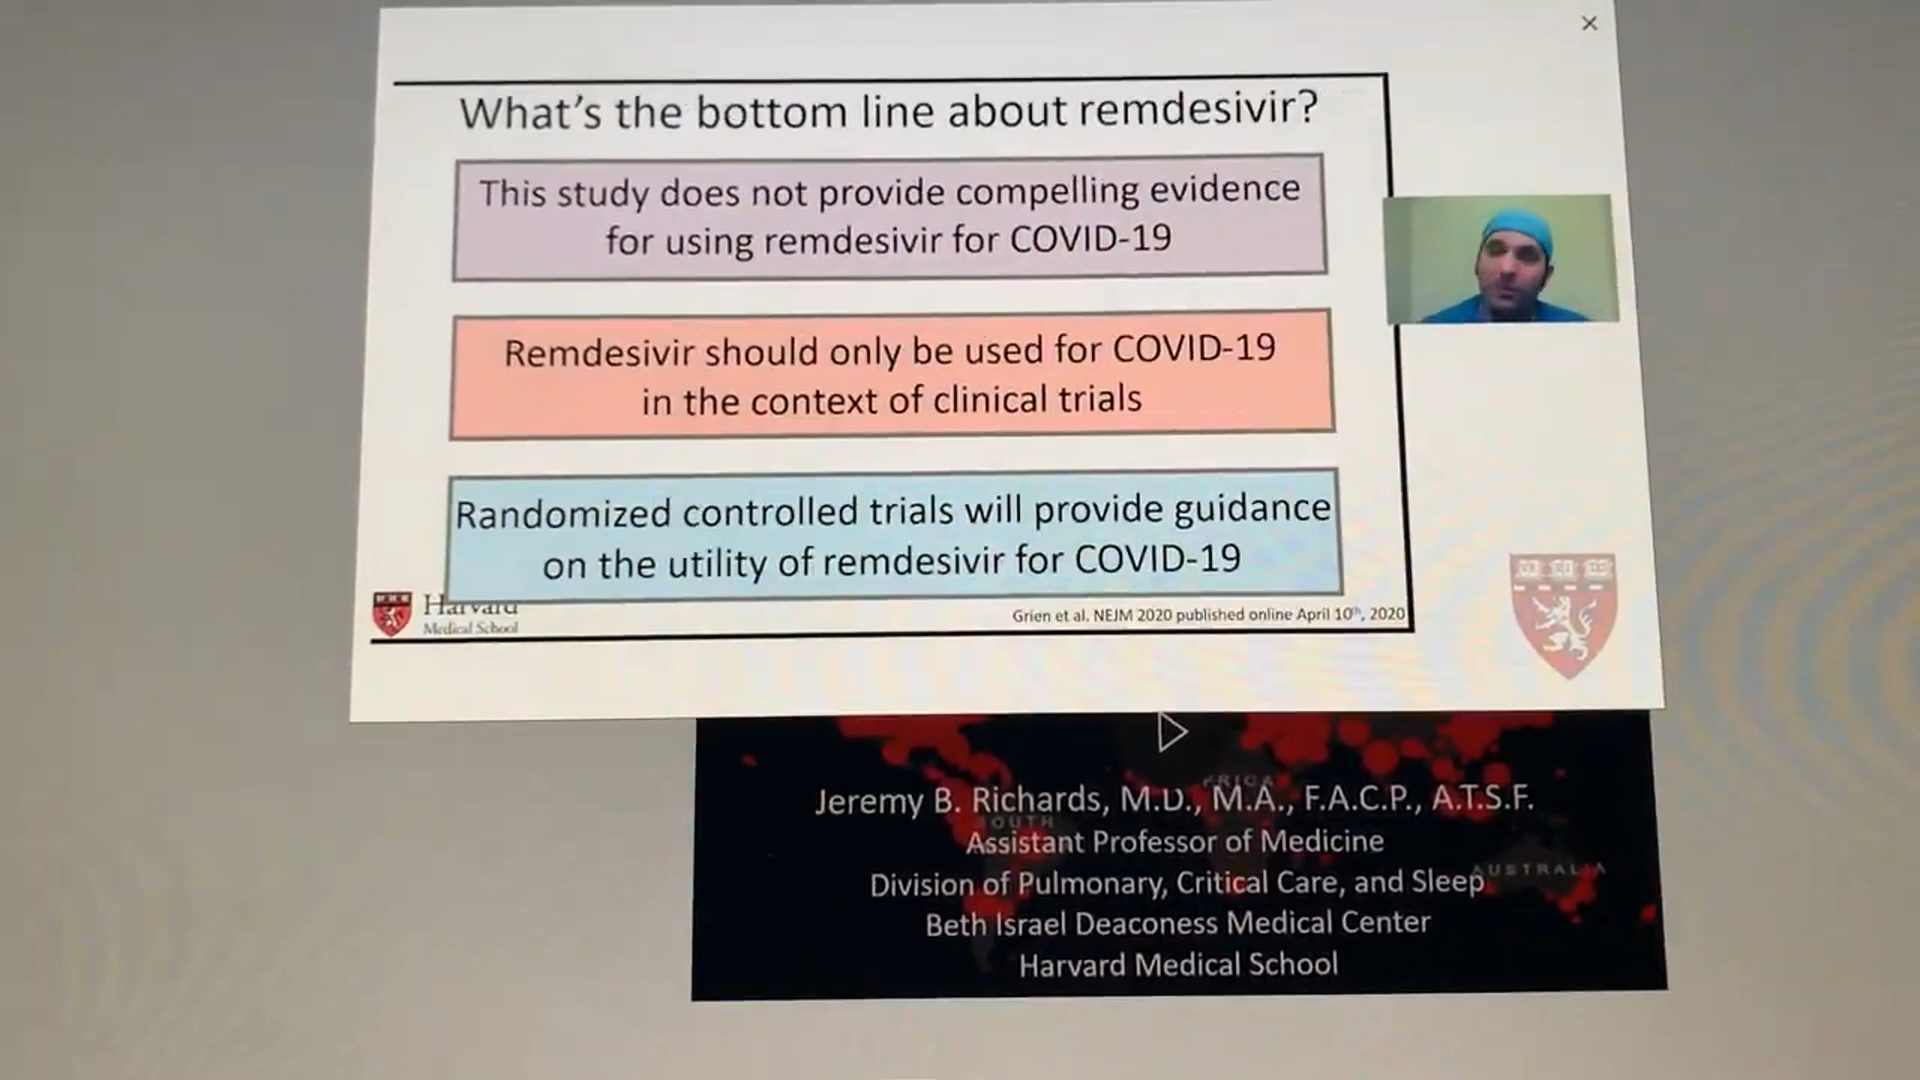 What's the bottom line about remdesivir?
This study does not provide compelling evidence
for using remdesivir for COVID-19
Remdesivir should only be used for COVID-19
in the context of clinical trials
Randomized controlled trials will provide guidance
on the utility of remdesivir for COVID-19
Harvard
Medical School
Grien et al. NEJM 2020 published online April 10th, 2020
Jeremy B. Richards, M.D., M.A., F.A.C.P., A.T.S.F.
SOUTH
Assistant Professor of Medicine
AUSTRALIA
Division of Pulmonary, Critical Care, and Sleep
Beth Israel Deaconess Medical Center
Harvard Medical School